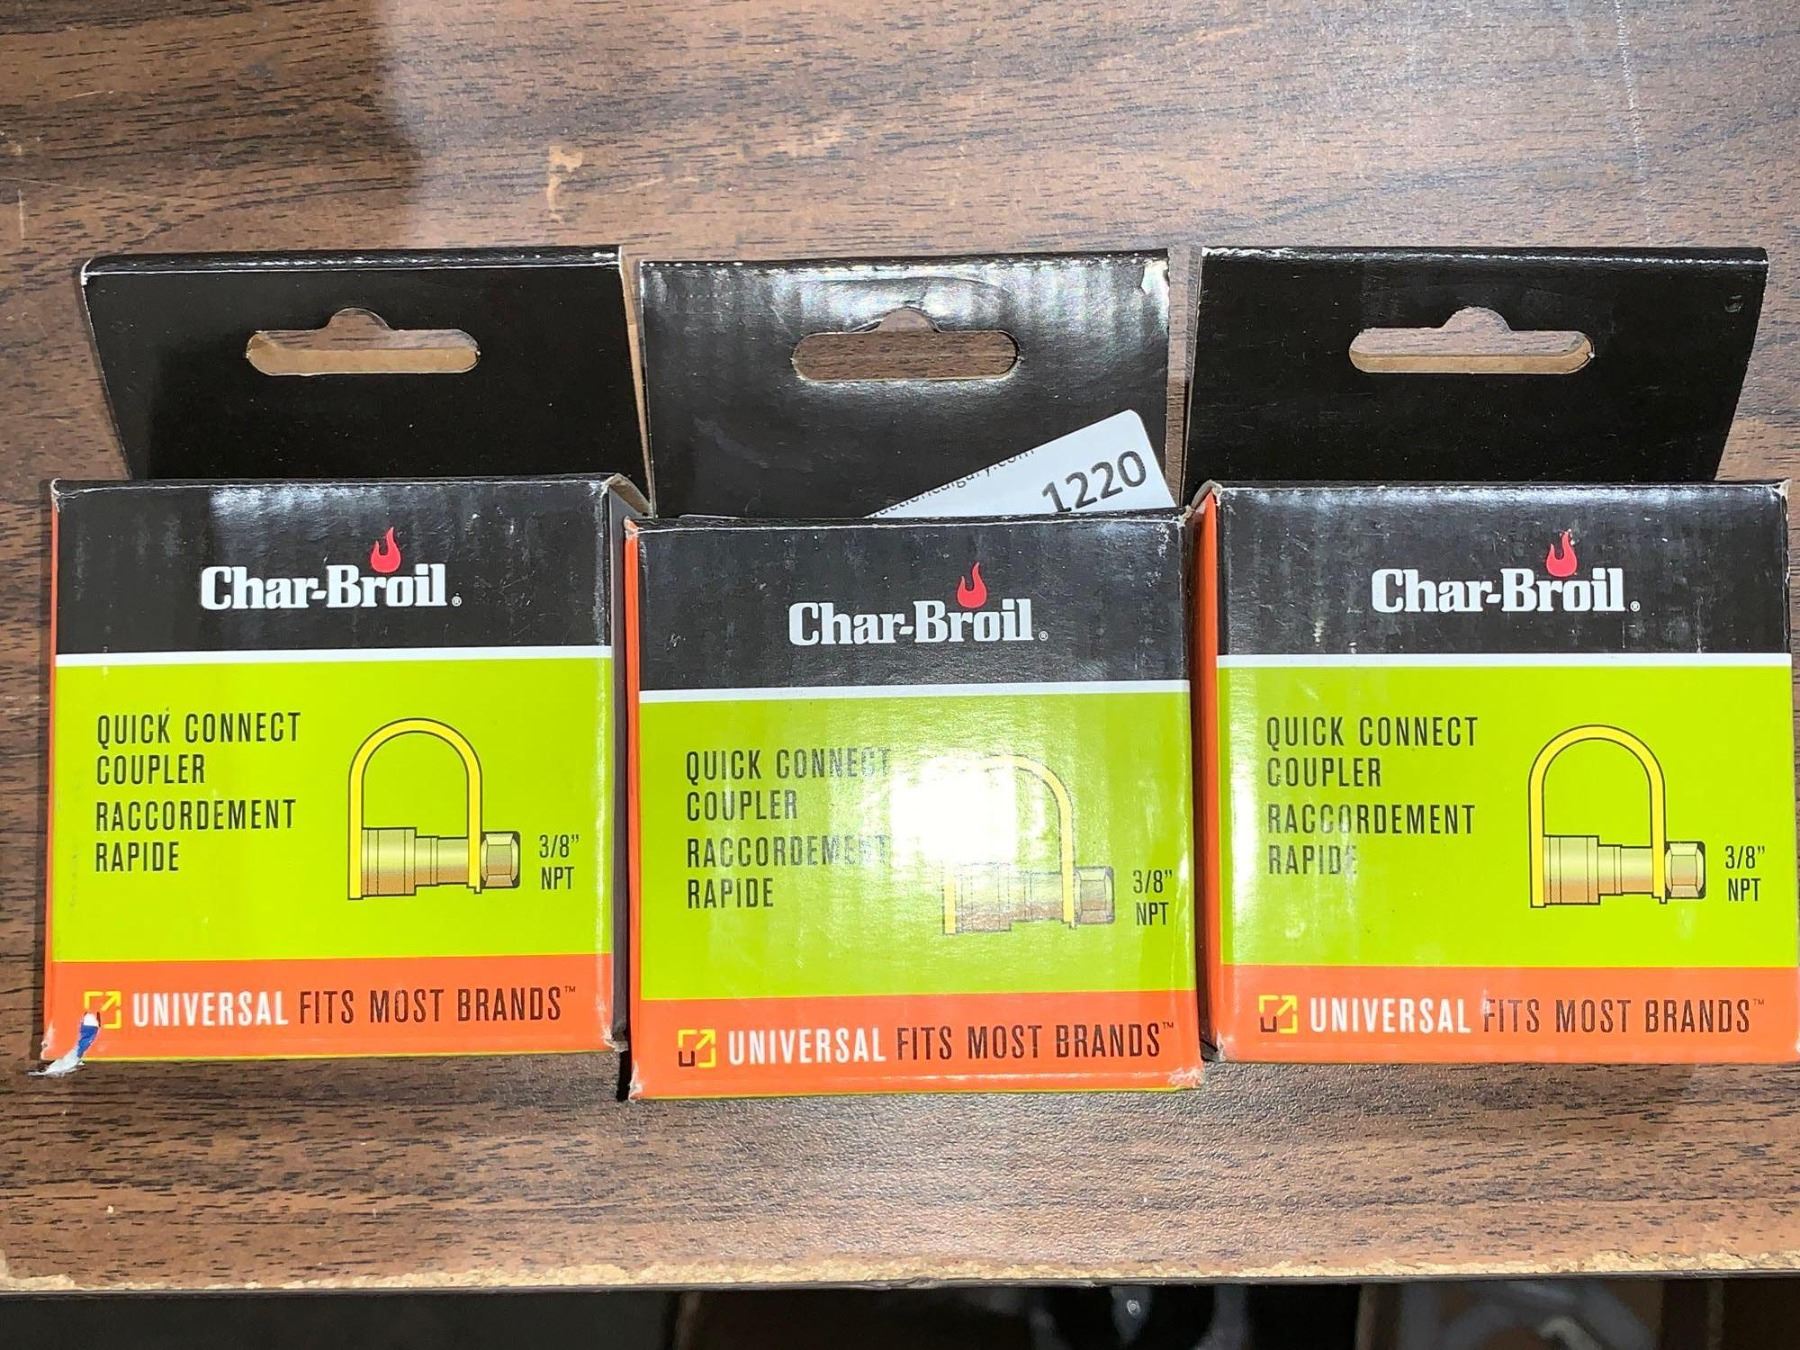 1220
Char-Broil®
QUICK CONNECT
COUPLER
RACCORDEMENT
RAPIDE
3/8"
NPT
UNIVERSAL FITS MOST BRANDS™
Char-Broil®
QUICK CONNECT
COUPLER
RACCORDEMENT
RAPIDE
3/8"
NPT
UNIVERSAL FITS MOST BRANDS™
Char-Broil®
QUICK CONNECT
COUPLER
RACCORDEMENT
RAPIDE
3/8"
NPT
UNIVERSAL FITS MOST BRANDS™